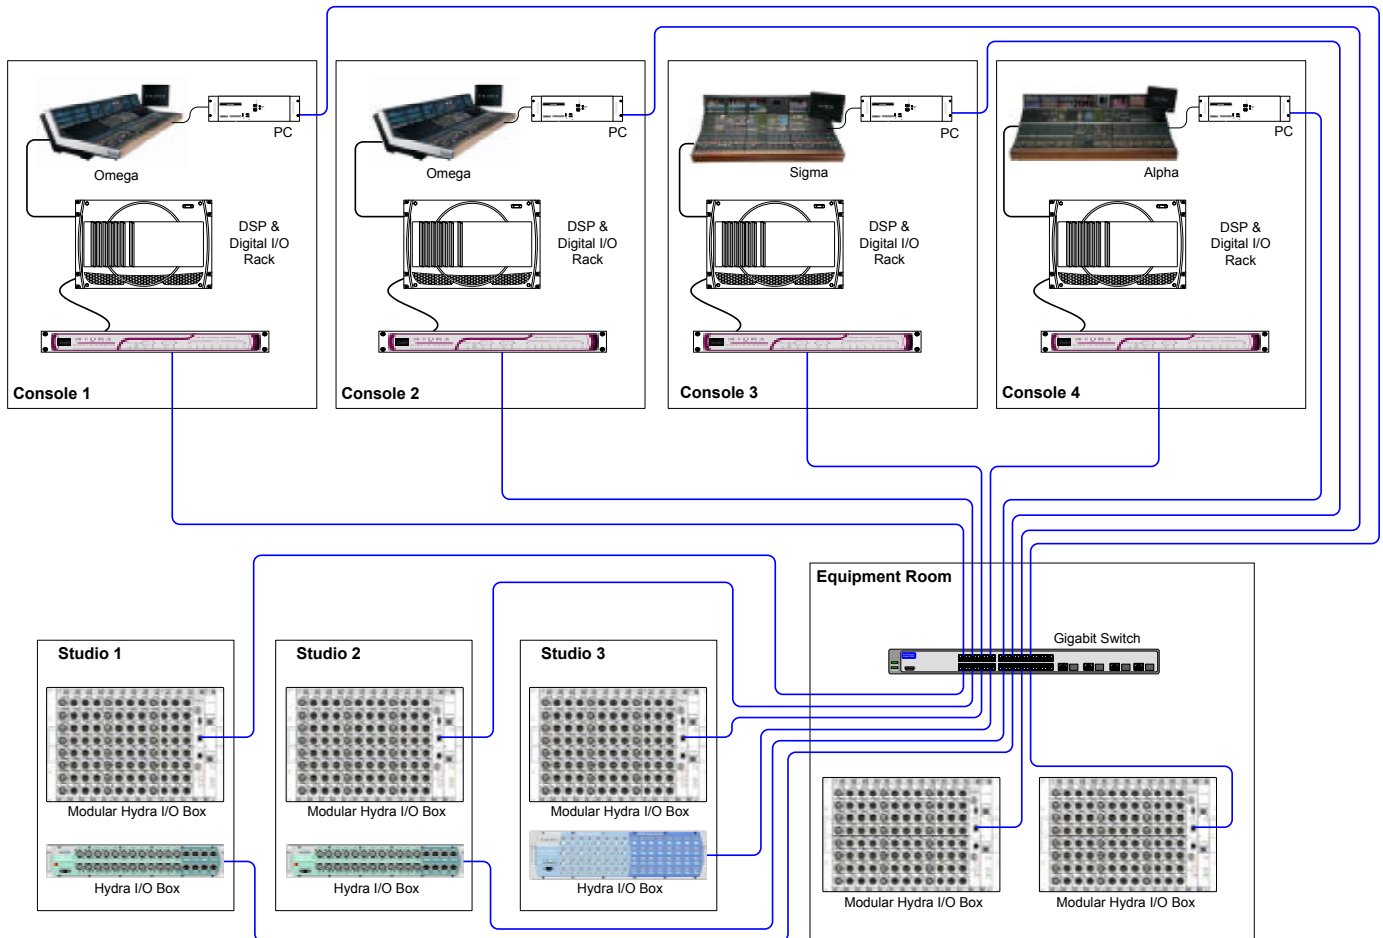 PC
Omega
DSP &
Digital I/O
Rack
Console 1
PC
Omega
DSP &
Digital I/O
Rack
Console 2
PC
Sigma
DSP &
Digital I/O
Rack
Console 3
PC
Alpha
DSP &
Digital I/O
Rack
Console 4
Equipment Room
Gigabit Switch
Studio 1
Modular Hydra I/O Box
Hydra I/O Box
Studio 2
Modular Hydra I/O Box
Hydra I/O Box
Studio 3
Modular Hydra I/O Box
Hydra I/O Box
Modular Hydra I/O Box
Modular Hydra I/O Box